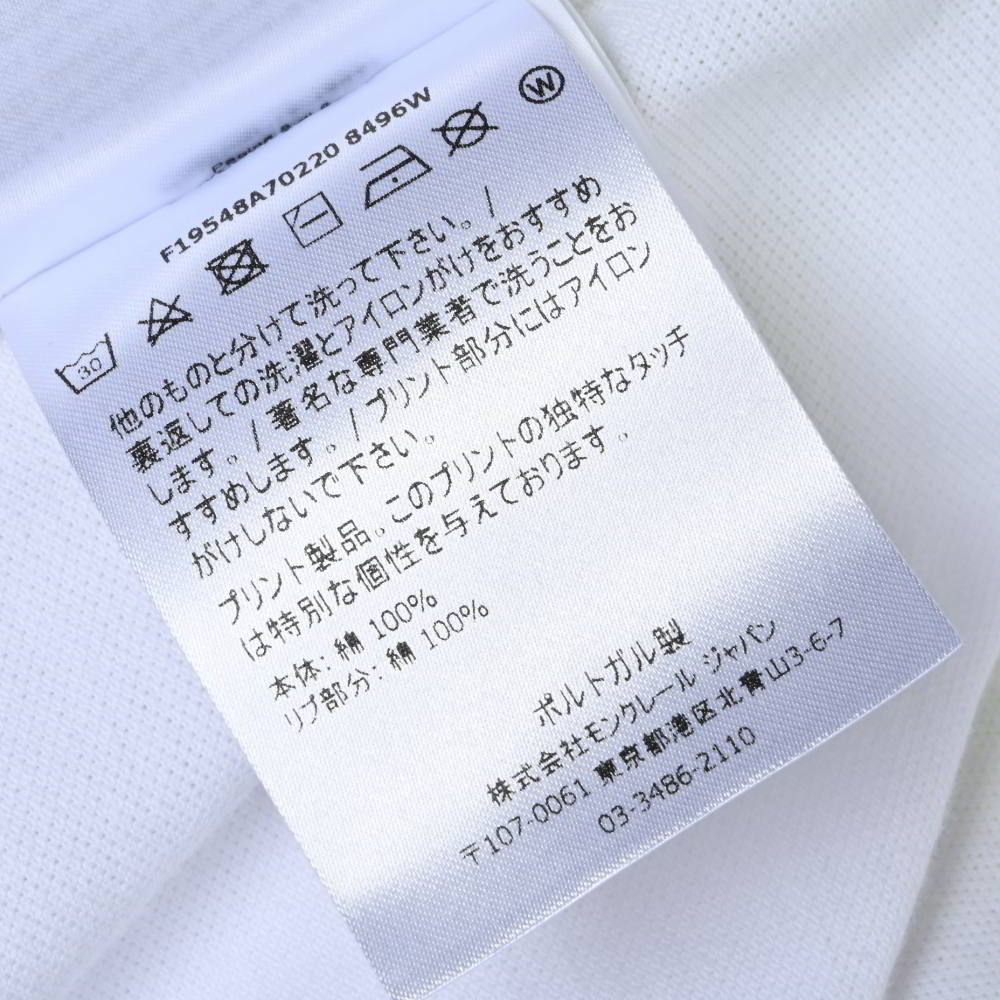 F19548A70220 8496W
30
W
他のものと分けて洗って下さい。/
裏返しての洗濯とアイロンがけをおすすめ
します。/ 著名な専門業者で洗うことをお
すすめします。/ プリント部分にはアイロン
がけしないで下さい。
プリント製品。このプリントの独特なタッチ
は特別な個性を与えております。
本体: 綿 100%
リブ部分: 綿 100%
ポルトガル製
株式会社モンクレール ジャパン
〒107-0061 東京都港区北青山3-6-7
03-3486-2110